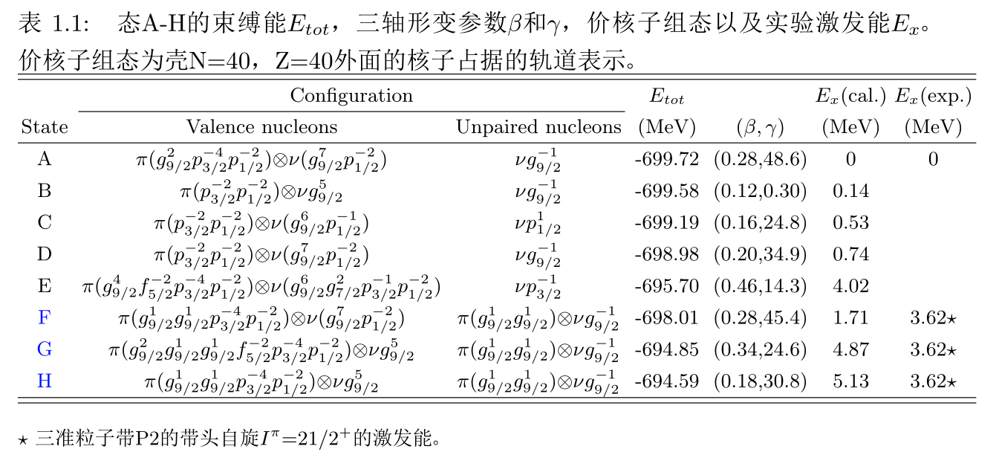 表 1.1: 态A-H的束缚能$E_{tot}$，三轴形变参数$\beta$和$\gamma$，价核子组态以及实验激发能$E_x$。
价核子组态为壳N=40，Z=40外面的核子占据的轨道表示。
Configuration $E_{tot}$ $E_x$(cal.) $E_x$(exp.)
State Valence nucleons Unpaired nucleons (MeV) $(\beta,\gamma)$ (MeV) (MeV)
A $\pi(g_{9/2}^{2}p_{3/2}^{-4}p_{1/2}^{-2})\otimes\nu(g_{9/2}^{7}p_{1/2}^{-2})$ $\nu g_{9/2}^{-1}$ -699.72 (0.28,48.6) 0 0
B $\pi(p_{3/2}^{-2}p_{1/2}^{-2})\otimes\nu g_{9/2}^{5}$ $\nu g_{9/2}^{-1}$ -699.58 (0.12,0.30) 0.14
C $\pi(p_{3/2}^{-2}p_{1/2}^{-2})\otimes\nu(g_{9/2}^{6}p_{1/2}^{-1})$ $\nu p_{1/2}^{1}$ -699.19 (0.16,24.8) 0.53
D $\pi(p_{3/2}^{-2}p_{1/2}^{-2})\otimes\nu(g_{9/2}^{7}p_{1/2}^{-2})$ $\nu g_{9/2}^{-1}$ -698.98 (0.20,34.9) 0.74
E $\pi(g_{9/2}^{4}f_{5/2}^{-2}p_{3/2}^{-4}p_{1/2}^{-2})\otimes\nu(g_{9/2}^{6}g_{7/2}^{2}p_{3/2}^{-1}p_{1/2}^{-2})$ $\nu p_{3/2}^{-1}$ -695.70 (0.46,14.3) 4.02
F $\pi(g_{9/2}^{1}g_{9/2}^{1}p_{3/2}^{-4}p_{1/2}^{-2})\otimes\nu(g_{9/2}^{7}p_{1/2}^{-2})$ $\pi(g_{9/2}^{1}g_{9/2}^{1})\otimes\nu g_{9/2}^{-1}$ -698.01 (0.28,45.4) 1.71 3.62⋆
G $\pi(g_{9/2}^{2}g_{9/2}^{1}g_{9/2}^{1}f_{5/2}^{-2}p_{3/2}^{-4}p_{1/2}^{-2})\otimes\nu g_{9/2}^{5}$ $\pi(g_{9/2}^{1}g_{9/2}^{1})\otimes\nu g_{9/2}^{-1}$ -694.85 (0.34,24.6) 4.87 3.62⋆
H $\pi(g_{9/2}^{1}g_{9/2}^{1}p_{3/2}^{-4}p_{1/2}^{-2})\otimes\nu g_{9/2}^{5}$ $\pi(g_{9/2}^{1}g_{9/2}^{1})\otimes\nu g_{9/2}^{-1}$ -694.59 (0.18,30.8) 5.13 3.62⋆
⋆ 三准粒子带P2的带头自旋$I^{\pi}$=21/2$^{+}$的激发能。